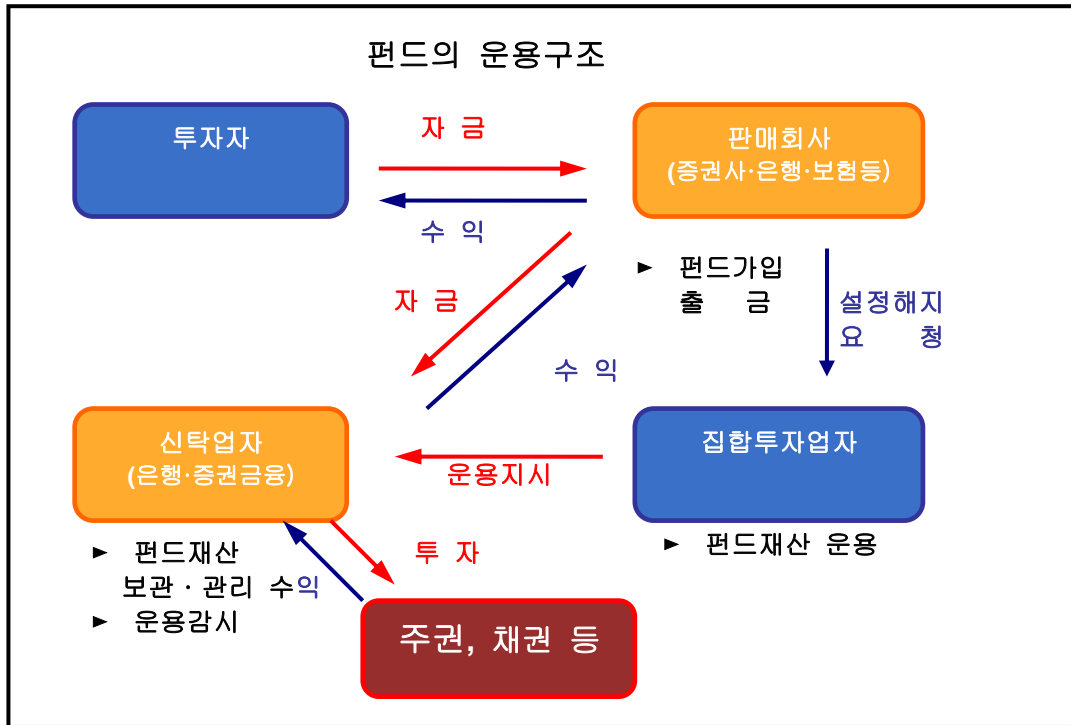 펀드의 운용구조
투자자
자 금
판매회사
(증권사·은행·보험등)
수 익
자 금
► 펀드가입
출 금
설정해지
요 청
수 익
신탁업자
(은행·증권금융)
운용지시
집합투자업자
► 펀드재산
보관·관리 수익
► 운용감시
투 자
► 펀드재산 운용
주권, 채권 등